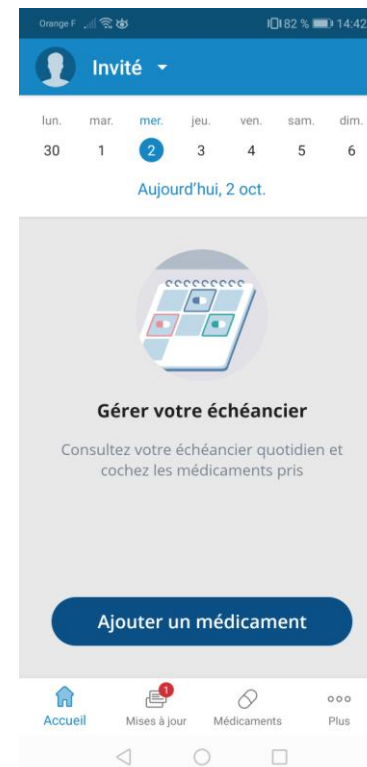 Orange F 82 % 14:42
Invité
lun. mar. mer. jeu. ven. sam. dim.
30 1 2 3 4 5 6
Aujourd'hui, 2 oct.
Gérer votre échéancier
Consultez votre échéancier quotidien et
cochez les médicaments pris
Ajouter un médicament
1
Accueil Mises à jour Médicaments Plus